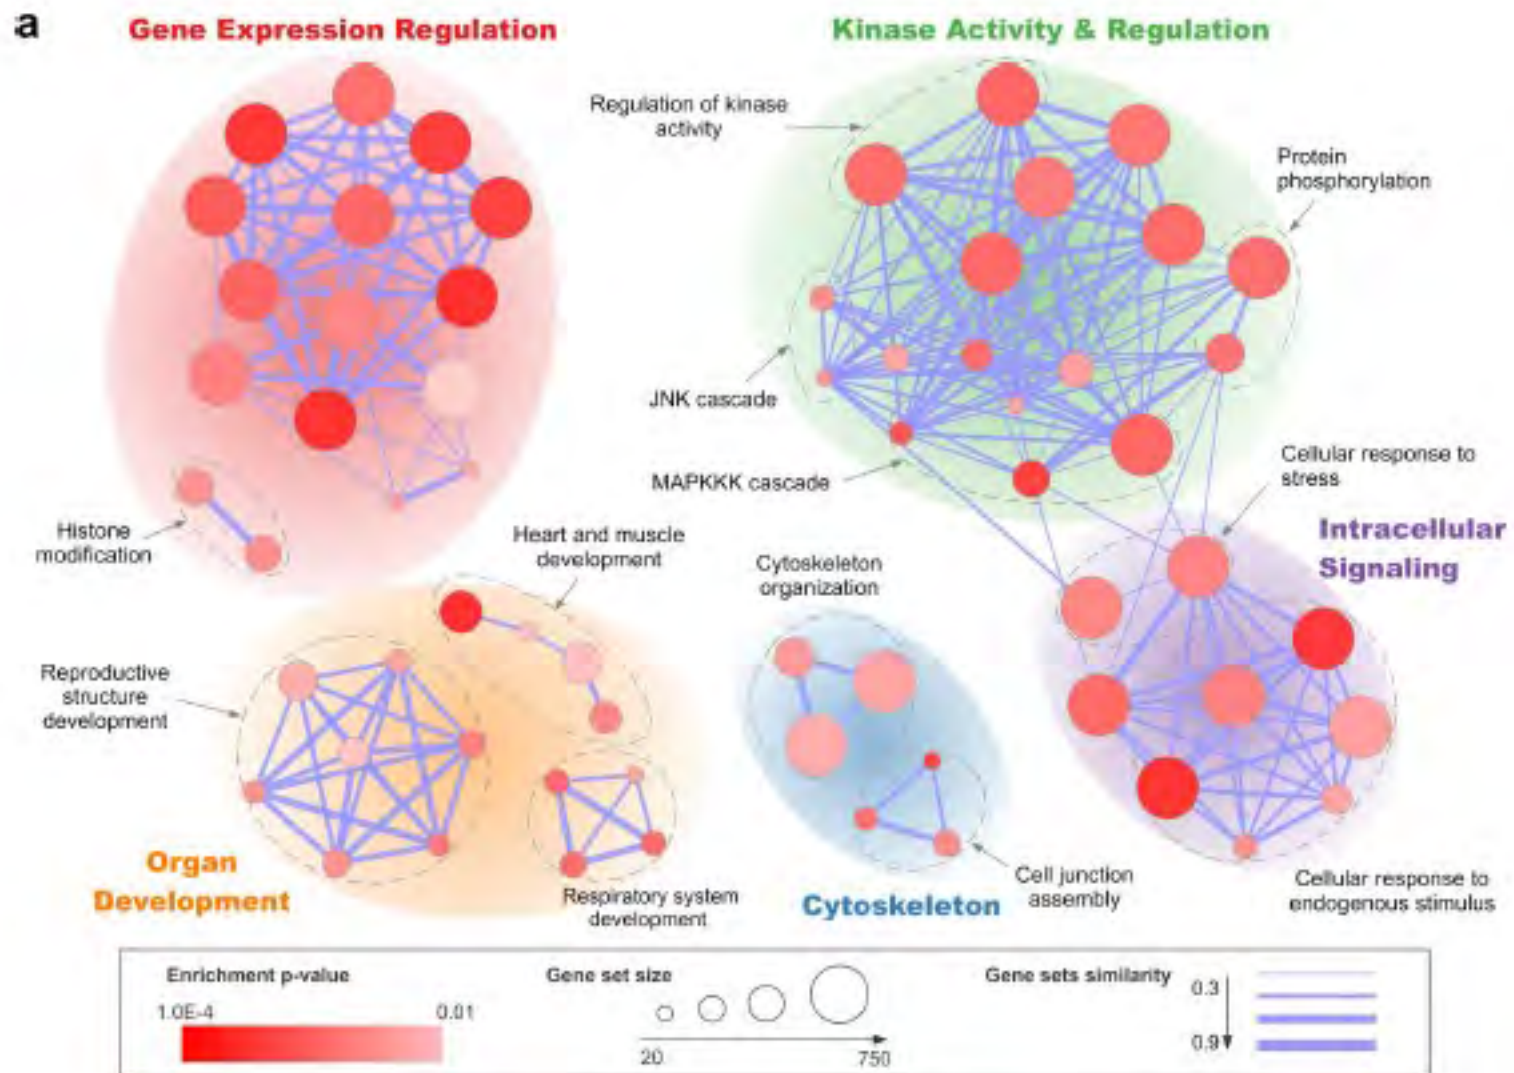 a
Gene Expression Regulation
Kinase Activity & Regulation
Regulation of kinase
activity
Protein
phosphorylation
JNK cascade
MAPKKK cascade
Cellular response to
stress
Intracellular
Signaling
Histone
modification
Heart and muscle
development
Cytoskeleton
organization
Reproductive
structure
development
Organ
Development
Respiratory system
development
Cytoskeleton
Cell junction
assembly
Cellular response to
endogenous stimulus
Enrichment p-value
1.0E-4
0.01
Gene set size
20
750
Gene sets similarity
0.3
0.9